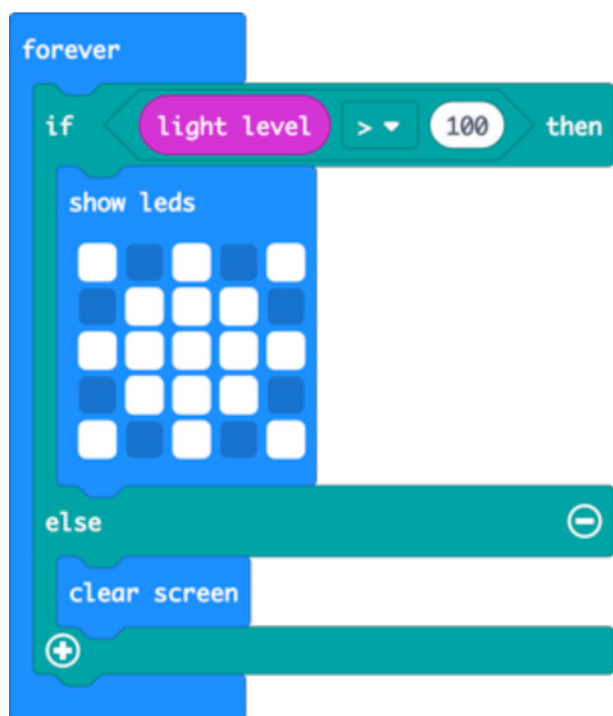 forever
if light level > 100 then
show leds
else
clear screen